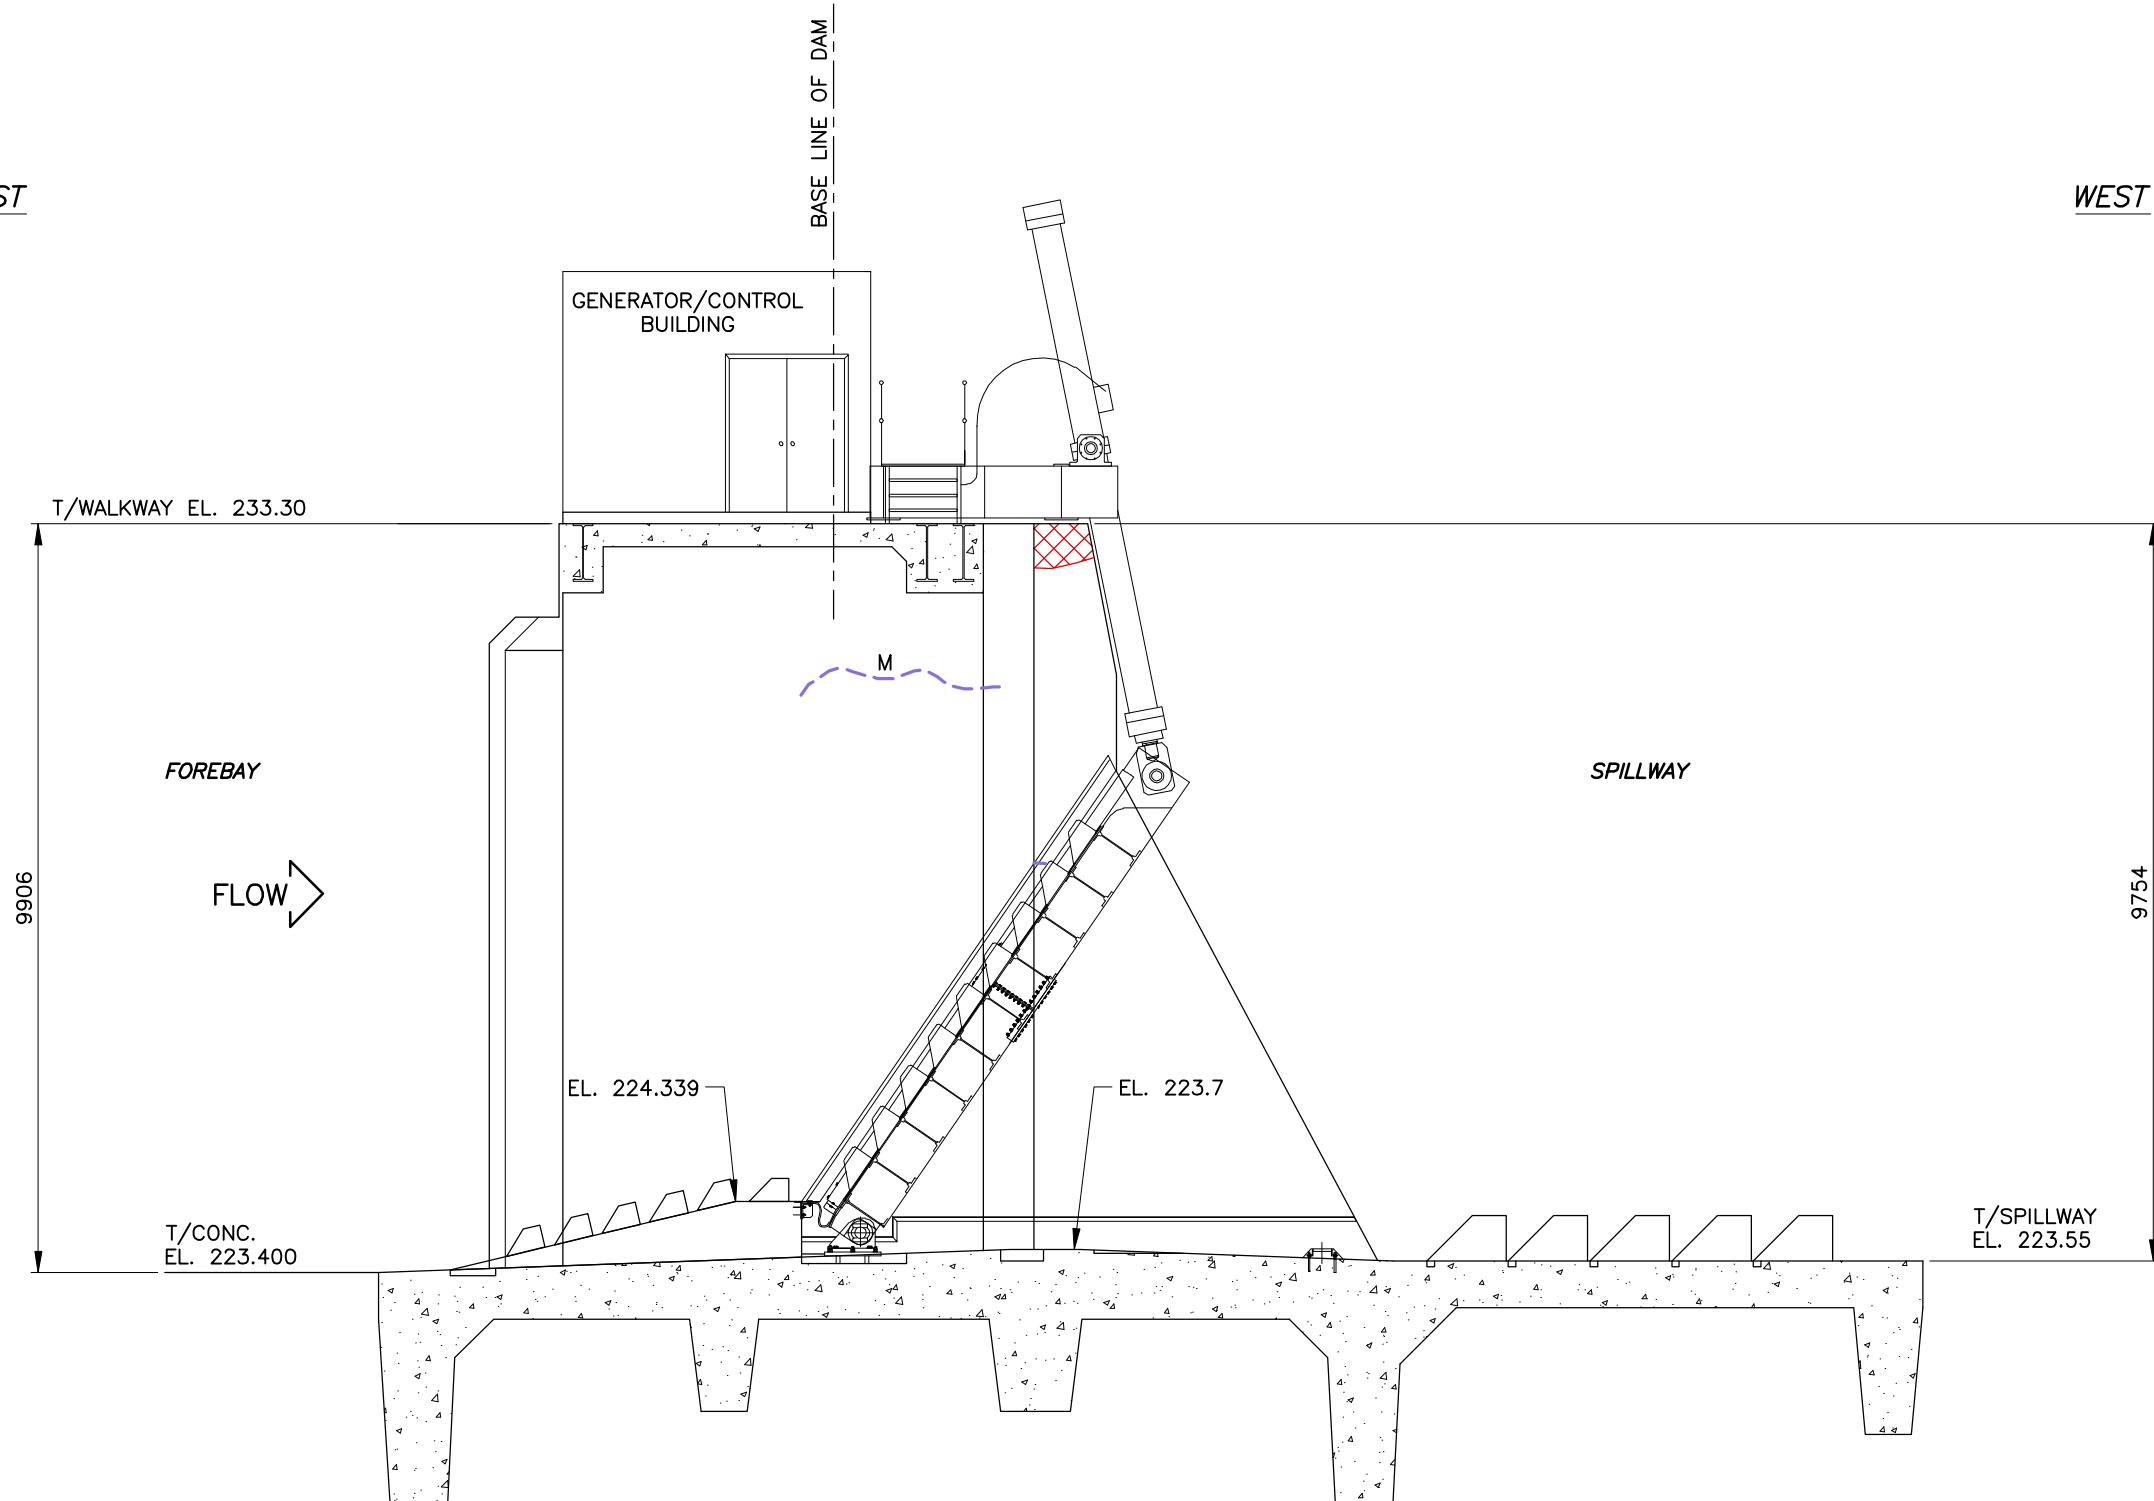 BASE LINE OF DAM
ST
WEST
GENERATOR/CONTROL
BUILDING
T/WALKWAY EL. 233.30
M
FOREBAY
SPILLWAY
FLOW
9906
9754
EL. 224.339
EL. 223.7
T/CONC.
EL. 223.400
T/SPILLWAY
EL. 223.55